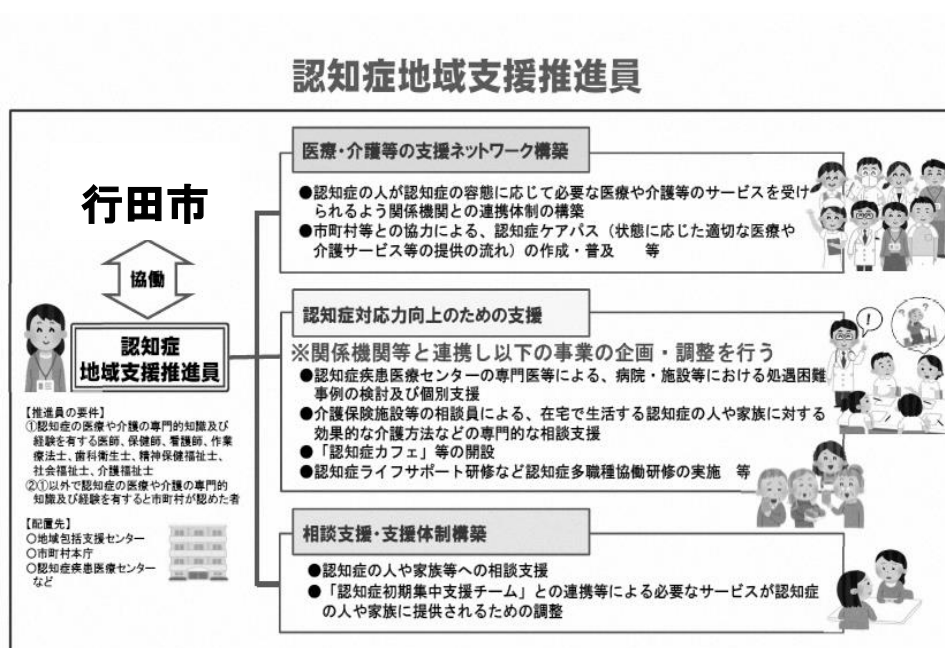 認知症地域支援推進員
行田市
協働
認知症
地域支援推進員
【推進員の要件】
①認知症の医療や介護の専門的知識及び
経験を有する医師、保健師、看護師、作業
療法士、歯科衛生士、精神保健福祉士、
社会福祉士、介護福祉士
②①以外で認知症の医療や介護の専門的
知識及び経験を有すると市町村が認めた者
【配置先】
○地域包括支援センター
○市町村本庁
○認知症疾患医療センター
など
医療・介護等の支援ネットワーク構築
●認知症の人が認知症の容態に応じて必要な医療や介護等のサービスを受け
られるよう関係機関との連携体制の構築
●市町村等との協力による、認知症ケアパス（状態に応じた適切な医療や
介護サービス等の提供の流れ）の作成・普及　等
認知症対応力向上のための支援
※関係機関等と連携し以下の事業の企画・調整を行う
●認知症疾患医療センターの専門医等による、病院・施設等における処遇困難
事例の検討及び個別支援
●介護保険施設等の相談員による、在宅で生活する認知症の人や家族に対する
効果的な介護方法などの専門的な相談支援
●「認知症カフェ」等の開設
●認知症ライフサポート研修など認知症多職種協働研修の実施　等
相談支援・支援体制構築
●認知症の人や家族等への相談支援
●「認知症初期集中支援チーム」との連携等による必要なサービスが認知症
の人や家族に提供されるための調整